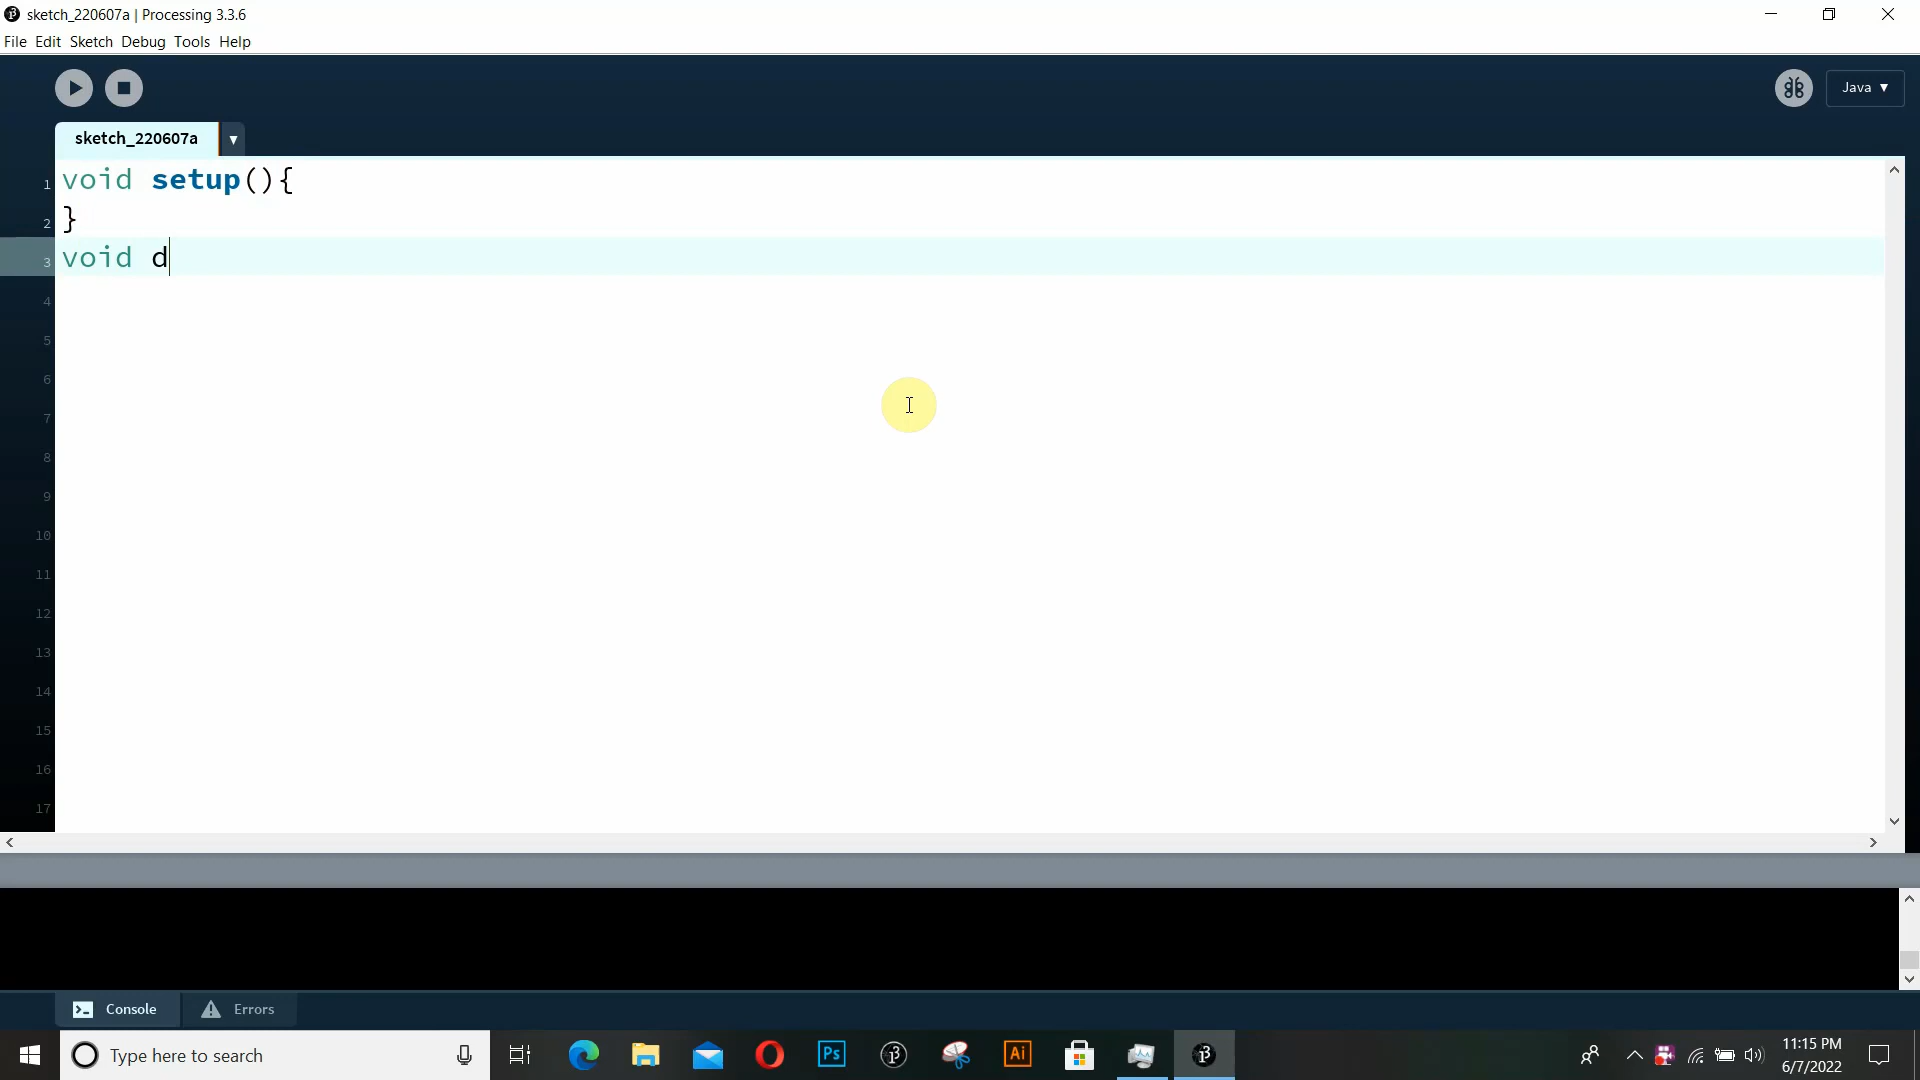 sketch_220607a | Processing 3.3.6
File Edit Sketch Debug Tools Help
Java ▼
sketch_220607a ▼
1 void setup(){
2 }
3 void d
4
5
6
7
8
9
10
11
12
13
14
15
16
17
Console Errors
Type here to search
Ps
Ai
11:15 PM
6/7/2022